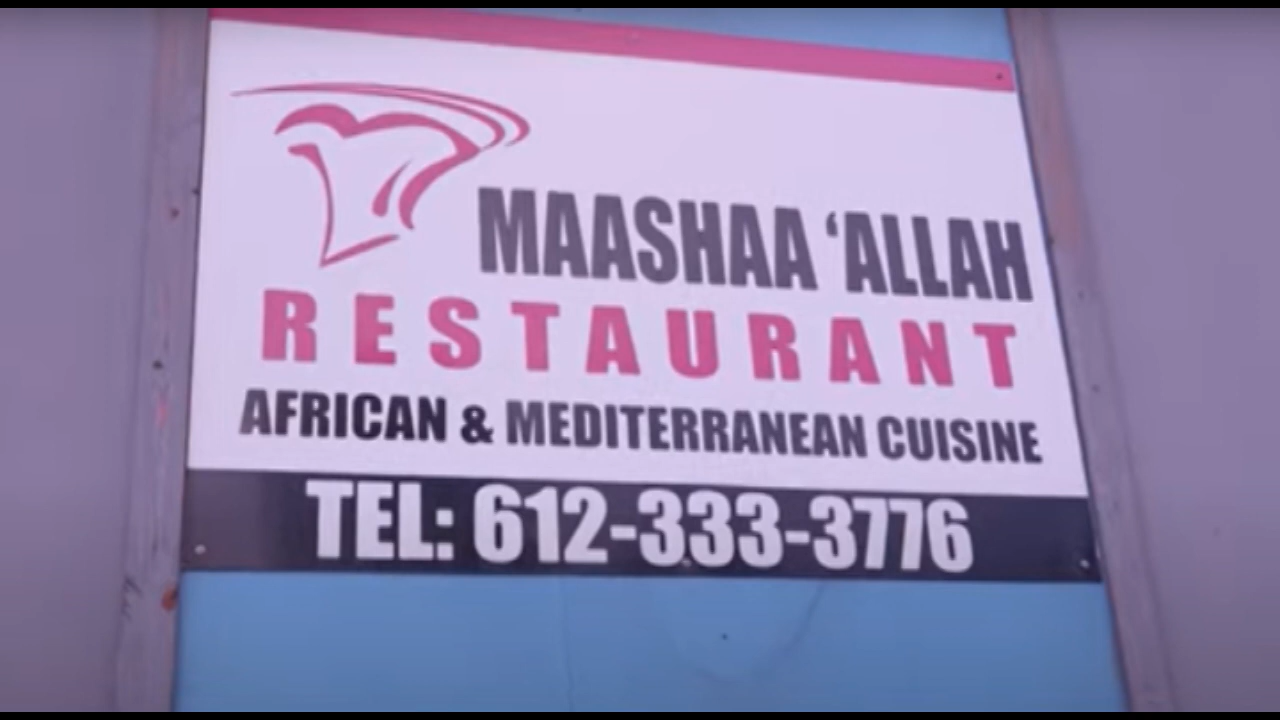 MAASHAA ‘ALLAH
RESTAURANT
AFRICAN & MEDITERRANEAN CUISINE
TEL: 612-333-3776